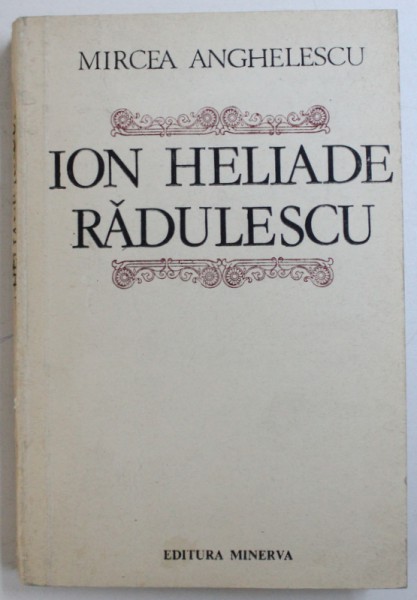 MIRCEA ANGHELESCU
ION HELIADE
RĂDULESCU
EDITURA MINERVA